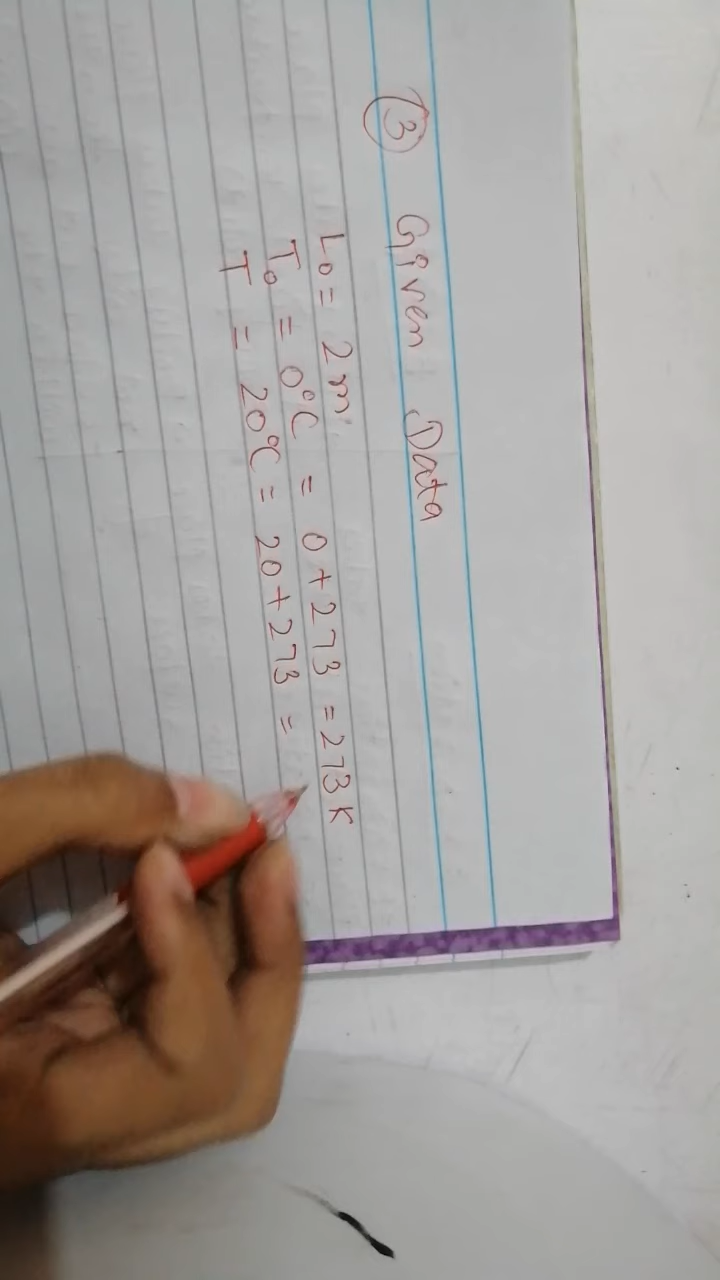 3 Given Data
L₀ = 2m
T₀ = 0°C = 0 + 273 = 273 K
T = 20°C = 20 + 273 =